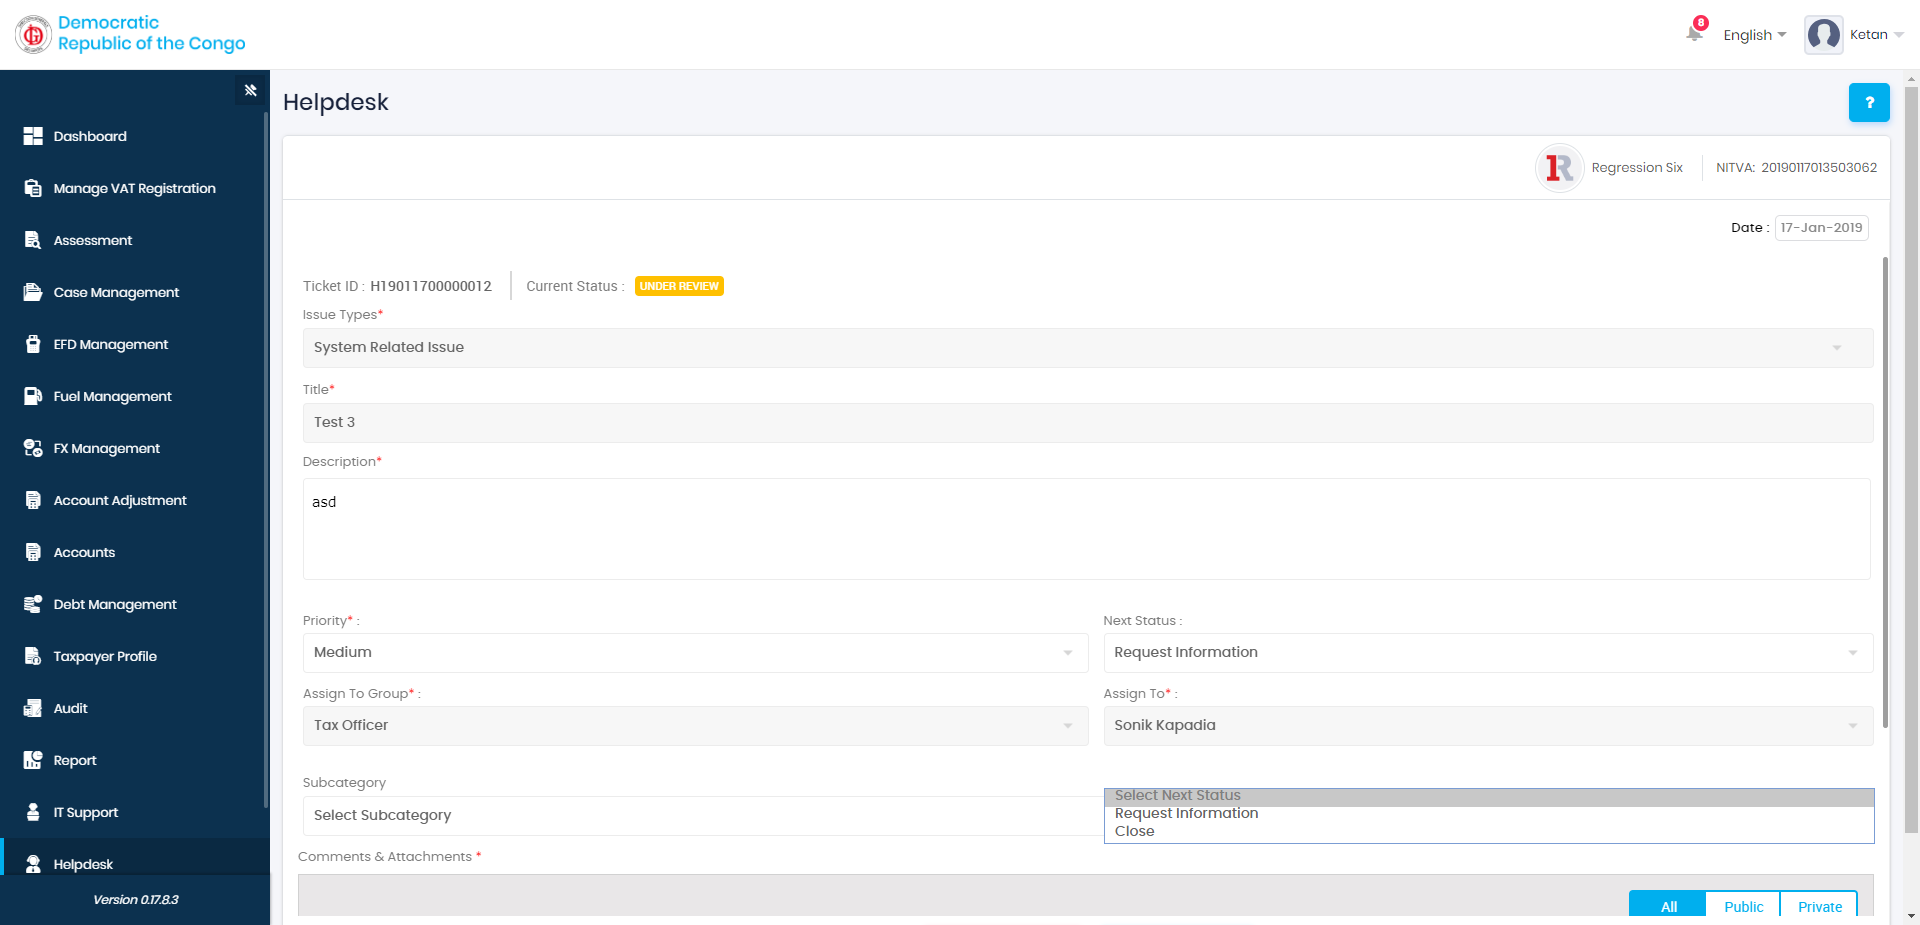 Democratic
Republic of the Congo
8
English
Ketan
Helpdesk
?
Dashboard
Manage VAT Registration
Assessment
Case Management
EFD Management
Fuel Management
FX Management
Account Adjustment
Accounts
Debt Management
Taxpayer Profile
Audit
Report
IT Support
Helpdesk
Version 0.17.8.3
1R
Regression Six
NITVA: 20190117013503062
Date : 17-Jan-2019
Ticket ID : H19011700000012
Current Status : UNDER REVIEW
Issue Types*
System Related Issue
Title*
Test 3
Description*
asd
Priority* :
Medium
Next Status :
Request Information
Assign To Group* :
Tax Officer
Assign To* :
Sonik Kapadia
Subcategory
Select Subcategory
Select Next Status
Request Information
Close
Comments & Attachments *
All
Public
Private